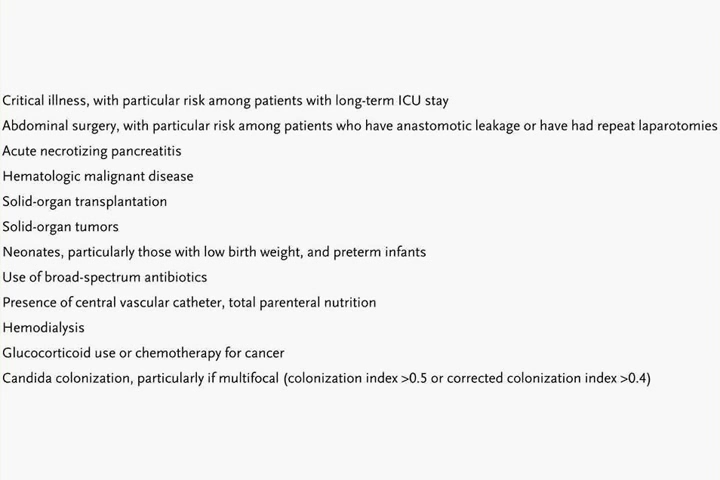 Critical illness, with particular risk among patients with long-term ICU stay
Abdominal surgery, with particular risk among patients who have anastomotic leakage or have had repeat laparotomies
Acute necrotizing pancreatitis
Hematologic malignant disease
Solid-organ transplantation
Solid-organ tumors
Neonates, particularly those with low birth weight, and preterm infants
Use of broad-spectrum antibiotics
Presence of central vascular catheter, total parenteral nutrition
Hemodialysis
Glucocorticoid use or chemotherapy for cancer
Candida colonization, particularly if multifocal (colonization index >0.5 or corrected colonization index >0.4)